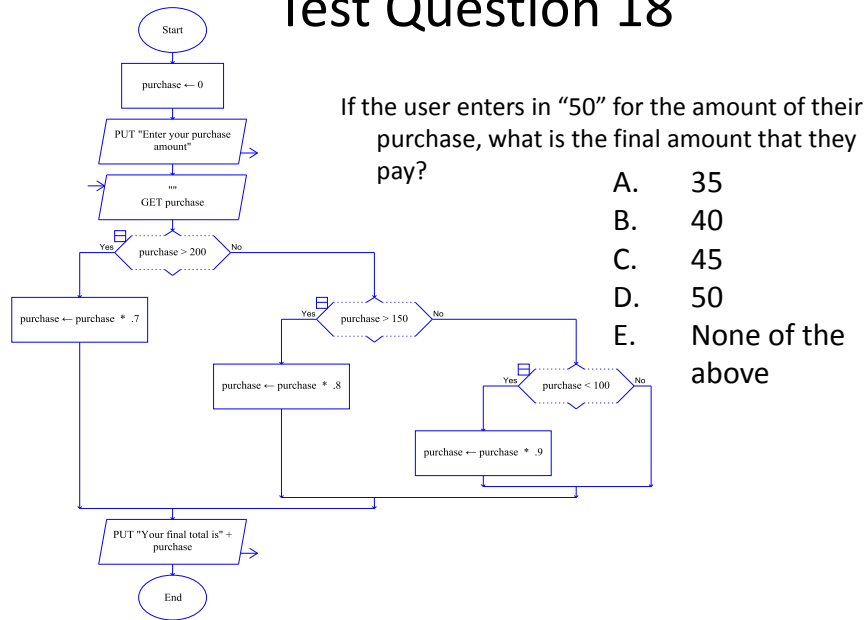 Test Question 18
If the user enters in “50” for the amount of their
purchase, what is the final amount that they
pay?
A. 35
B. 40
C. 45
D. 50
E. None of the
above
Start
purchase ← 0
PUT "Enter your purchase
amount"
""
GET purchase
Yes
purchase > 200
No
purchase ← purchase * .7
Yes
purchase > 150
No
purchase ← purchase * .8
Yes
purchase < 100
No
purchase ← purchase * .9
PUT "Your final total is" +
purchase
End